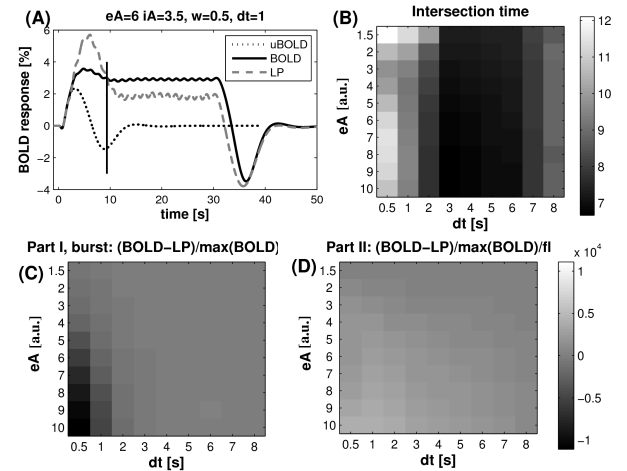 (A)
eA=6 iA=3.5, w=0.5, dt=1
BOLD response [%]
6
4
2
0
−2
−4
0 10 20 30 40 50
time [s]
uBOLD
BOLD
LP
(B)
Intersection time
eA [a.u.]
1.5
2
3
4
5
6
7
8
9
10
0.5 1 2 3 4 5 6 7 8
dt [s]
12
11
10
9
8
7
Part I, burst: (BOLD−LP)/max(BOLD)
(C)
eA [a.u.]
1.5
2
3
4
5
6
7
8
9
10
0.5 1 2 3 4 5 6 7 8
dt [s]
Part II: (BOLD−LP)/max(BOLD)/fl
(D)
eA [a.u.]
1.5
2
3
4
5
6
7
8
9
10
0.5 1 2 3 4 5 6 7 8
dt [s]
x 10⁴
1
0.5
0
−0.5
−1